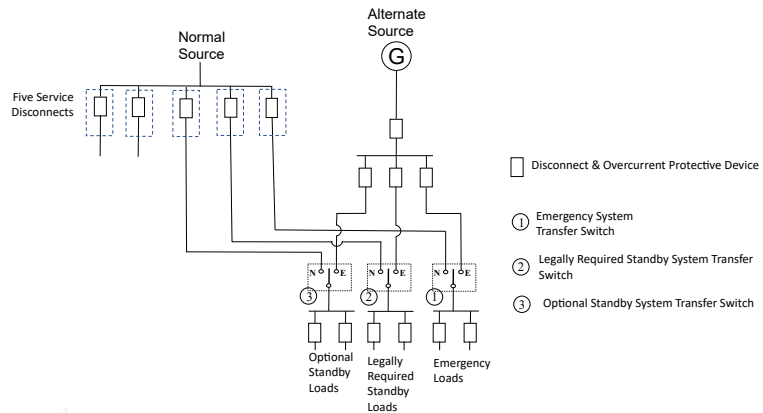 Alternate
Source
G
Normal
Source
Five Service
Disconnects
Disconnect & Overcurrent Protective Device
1 Emergency System
Transfer Switch
2 Legally Required Standby System Transfer
Switch
3 Optional Standby System Transfer Switch
N E N E N E
3 2 1
Optional
Standby
Loads
Legally
Required
Standby
Loads
Emergency
Loads